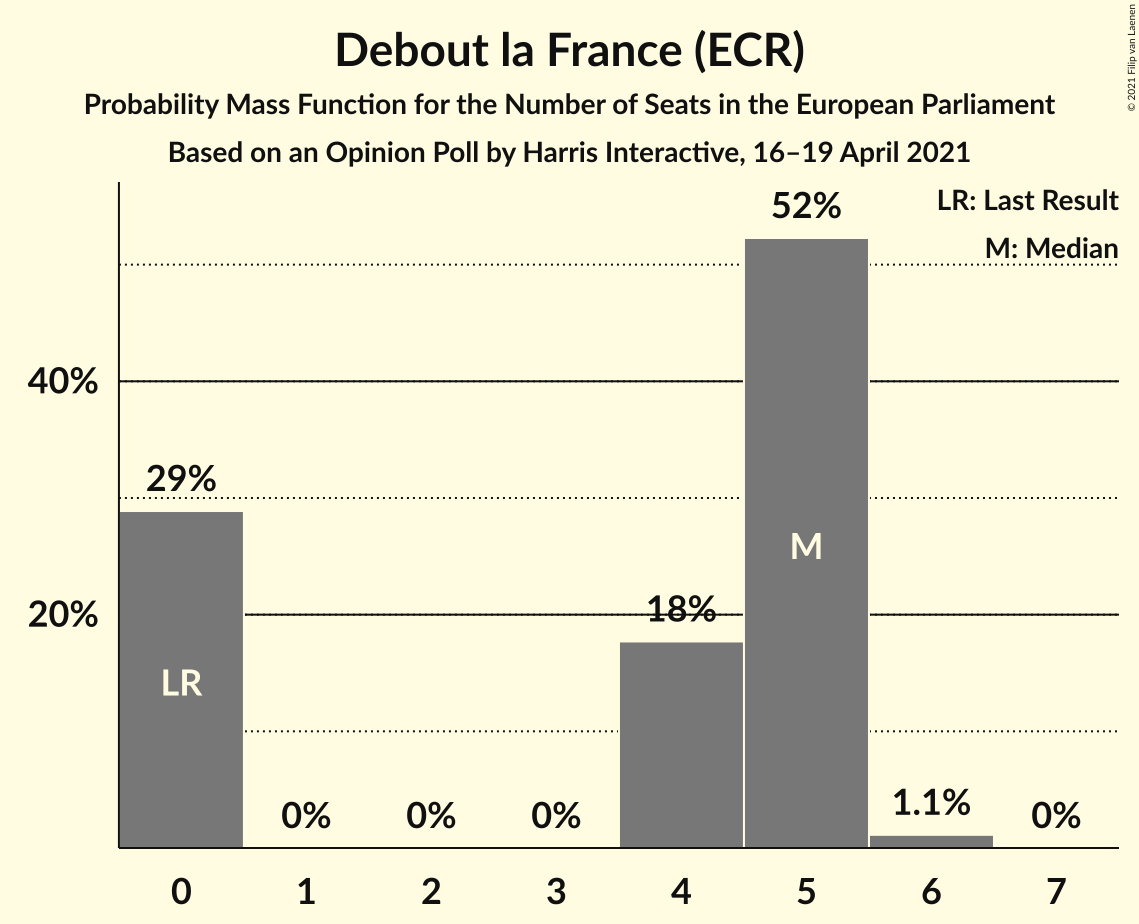 Debout la France (ECR)
Probability Mass Function for the Number of Seats in the European Parliament
Based on an Opinion Poll by Harris Interactive, 16–19 April 2021
© 2021 Filip van Laenen
LR: Last Result
M: Median
52%
40%
29%
M
20%
18%
LR
0%
0%
0%
1.1%
0%
0 1 2 3 4 5 6 7